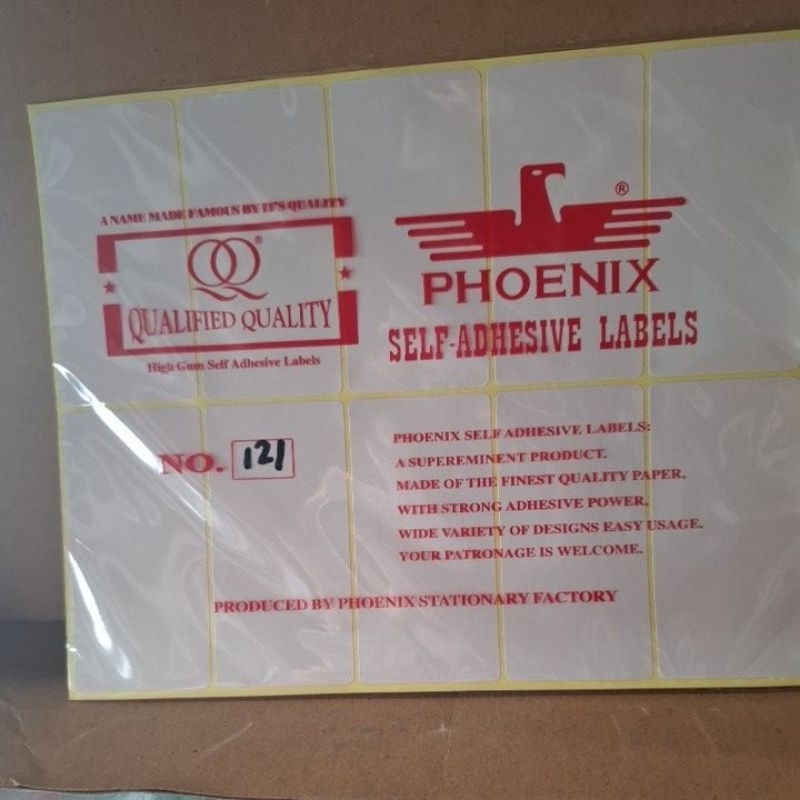 A NAME MADE FAMOUS BY IT'S QUALITY
QQ®
QUALIFIED QUALITY
High Gum Self Adhesive Labels
®
PHOENIX
SELF-ADHESIVE LABELS
NO. 121
PHOENIX SELF ADHESIVE LABELS:
A SUPEREMINENT PRODUCT.
MADE OF THE FINEST QUALITY PAPER,
WITH STRONG ADHESIVE POWER,
WIDE VARIETY OF DESIGNS EASY USAGE.
YOUR PATRONAGE IS WELCOME.
PRODUCED BY PHOENIX STATIONARY FACTORY